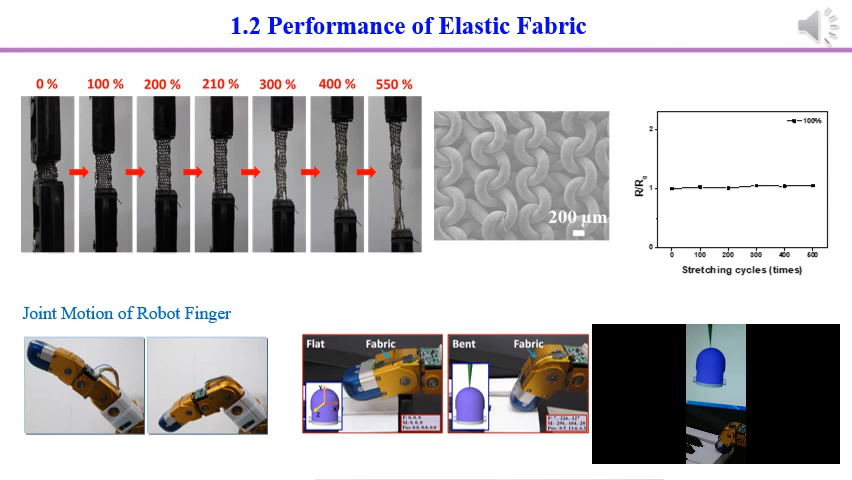 1.2 Performance of Elastic Fabric
0 %
100 %
200 %
210 %
300 %
400 %
550 %
200 μm
R/R0
2
1
0
100%
0
100
200
300
400
500
Stretching cycles (times)
Joint Motion of Robot Finger
Flat
Fabric
Bent
Fabric